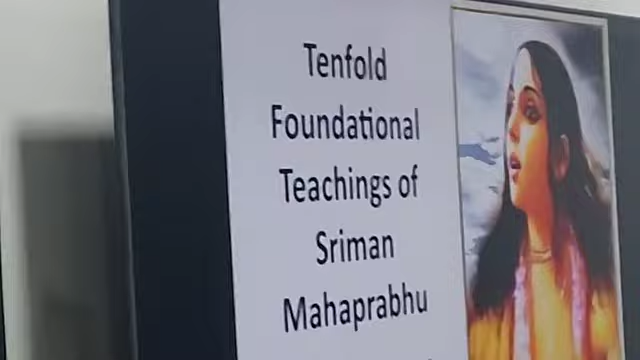 Tenfold
Foundational
Teachings of
Sriman
Mahaprabhu